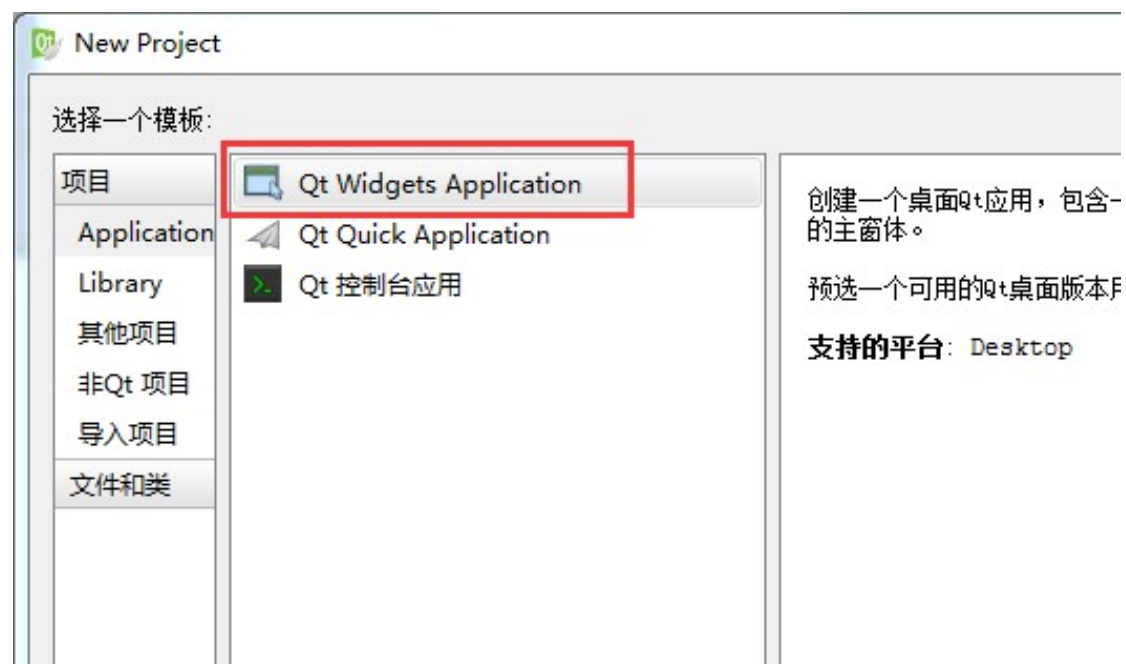 New Project
选择一个模板:
项目
Application
Library
其他项目
非Qt 项目
导入项目
文件和类
Qt Widgets Application
Qt Quick Application
Qt 控制台应用
创建一个桌面Qt应用，包含一
的主窗体。
预选一个可用的Qt桌面版本
支持的平台: Desktop